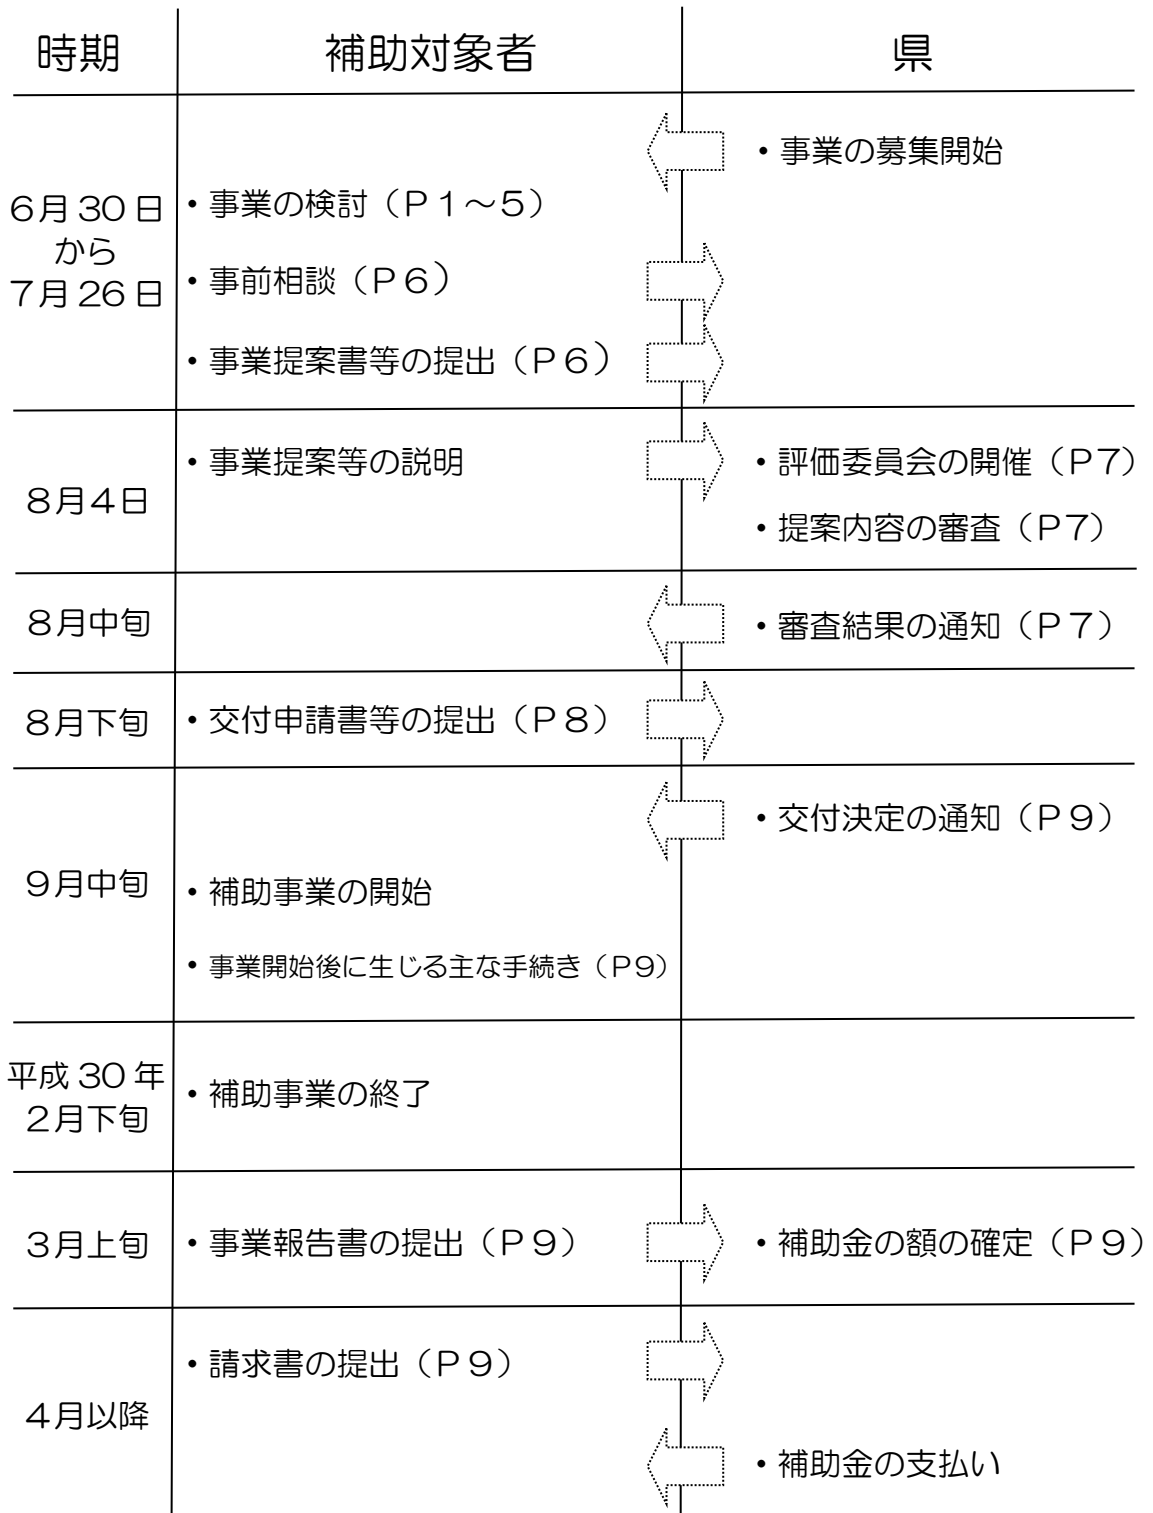 時期 補助対象者 県
・事業の募集開始
6月30日
から
7月26日
・事業の検討（P１～５）
・事前相談（P６）
・事業提案書等の提出（P６）
8月4日
・事業提案等の説明
・評価委員会の開催（P7）
・提案内容の審査（P7）
8月中旬
・審査結果の通知（P７）
8月下旬
・交付申請書等の提出（P８）
・交付決定の通知（P９）
9月中旬
・補助事業の開始
・事業開始後に生じる主な手続き（P9）
平成30年
2月下旬
・補助事業の終了
3月上旬
・事業報告書の提出（P９）
・補助金の額の確定（P９）
4月以降
・請求書の提出（P９）
・補助金の支払い